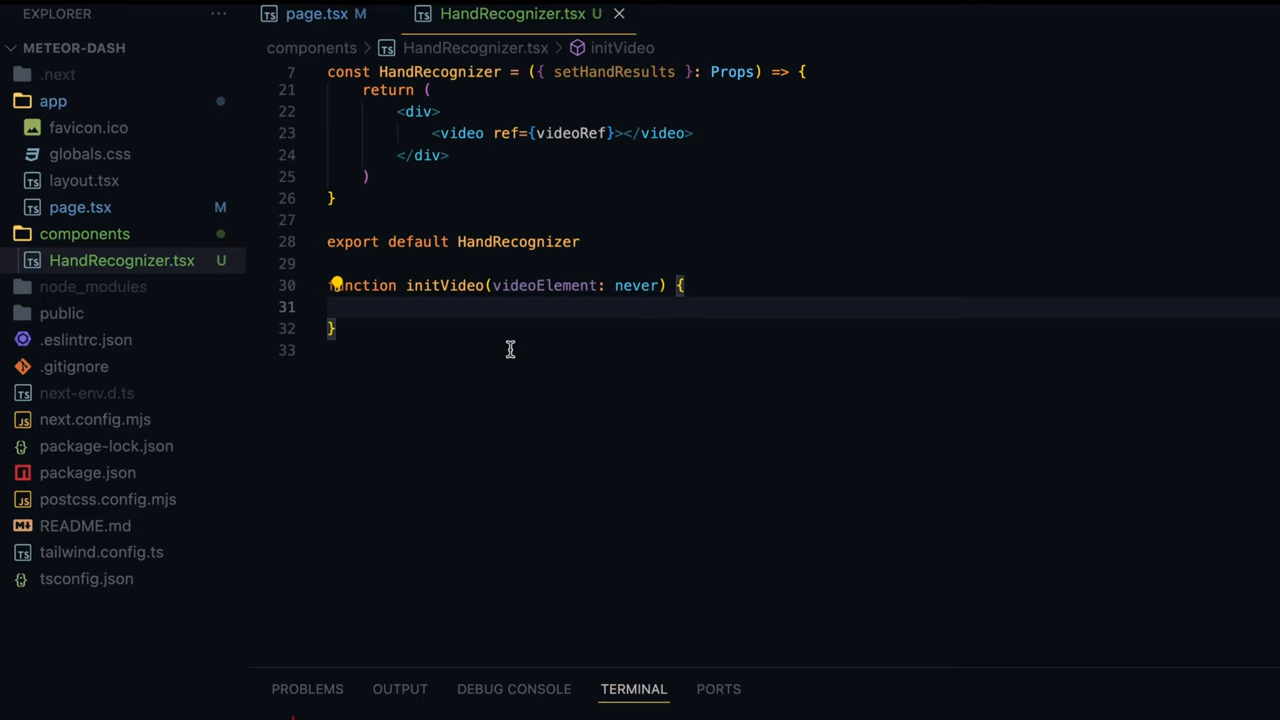 EXPLORER ···
METEOR-DASH
.next
app
favicon.ico
globals.css
layout.tsx
page.tsx M
components
HandRecognizer.tsx U
node_modules
public
.eslintrc.json
.gitignore
next-env.d.ts
next.config.mjs
package-lock.json
package.json
postcss.config.mjs
README.md
tailwind.config.ts
tsconfig.json
TS page.tsx M TS HandRecognizer.tsx U ×
components > TS HandRecognizer.tsx > initVideo
7 const HandRecognizer = ({ setHandResults }: Props) => {
21 return (
22 <div>
23 <video ref={videoRef}></video>
24 </div>
25 )
26 }
27
28 export default HandRecognizer
29
30 function initVideo(videoElement: never) {
31
32 }
33
PROBLEMS OUTPUT DEBUG CONSOLE TERMINAL PORTS